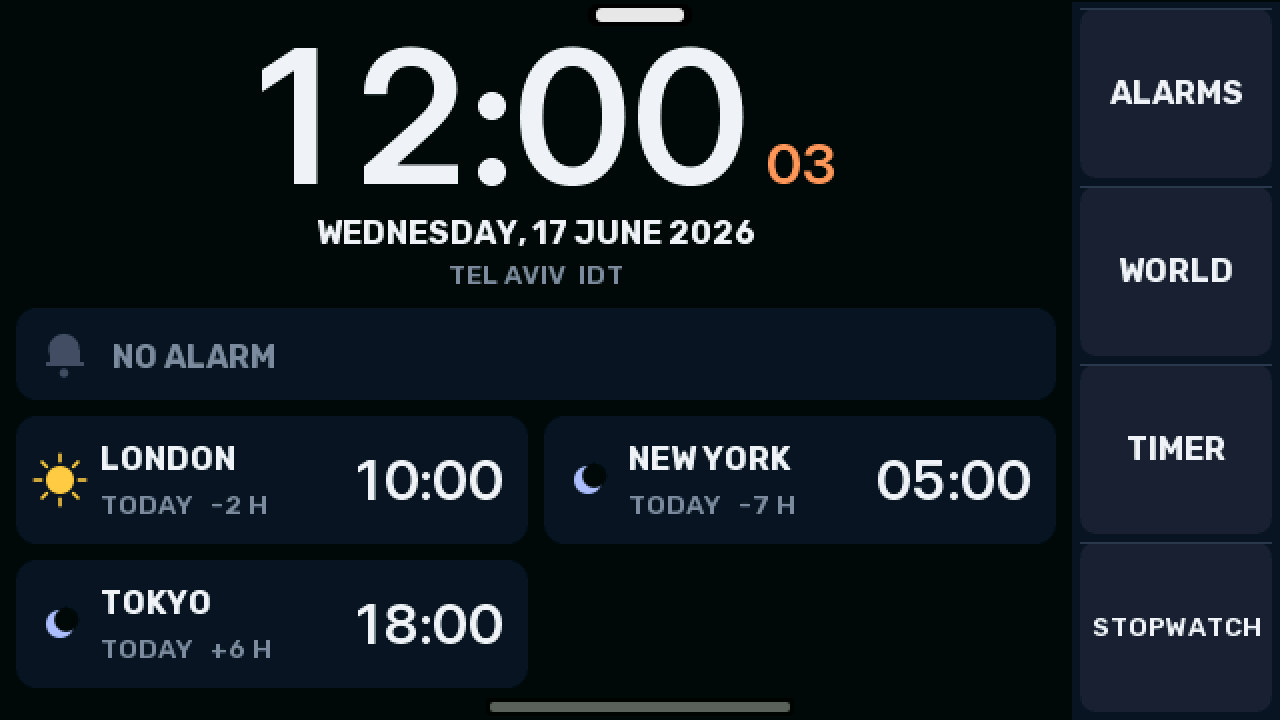 12:00 03
WEDNESDAY, 17 JUNE 2026
TEL AVIV IDT
NO ALARM
LONDON
TODAY -2 H
10:00
NEW YORK
TODAY -7 H
05:00
TOKYO
TODAY +6 H
18:00
ALARMS
WORLD
TIMER
STOPWATCH